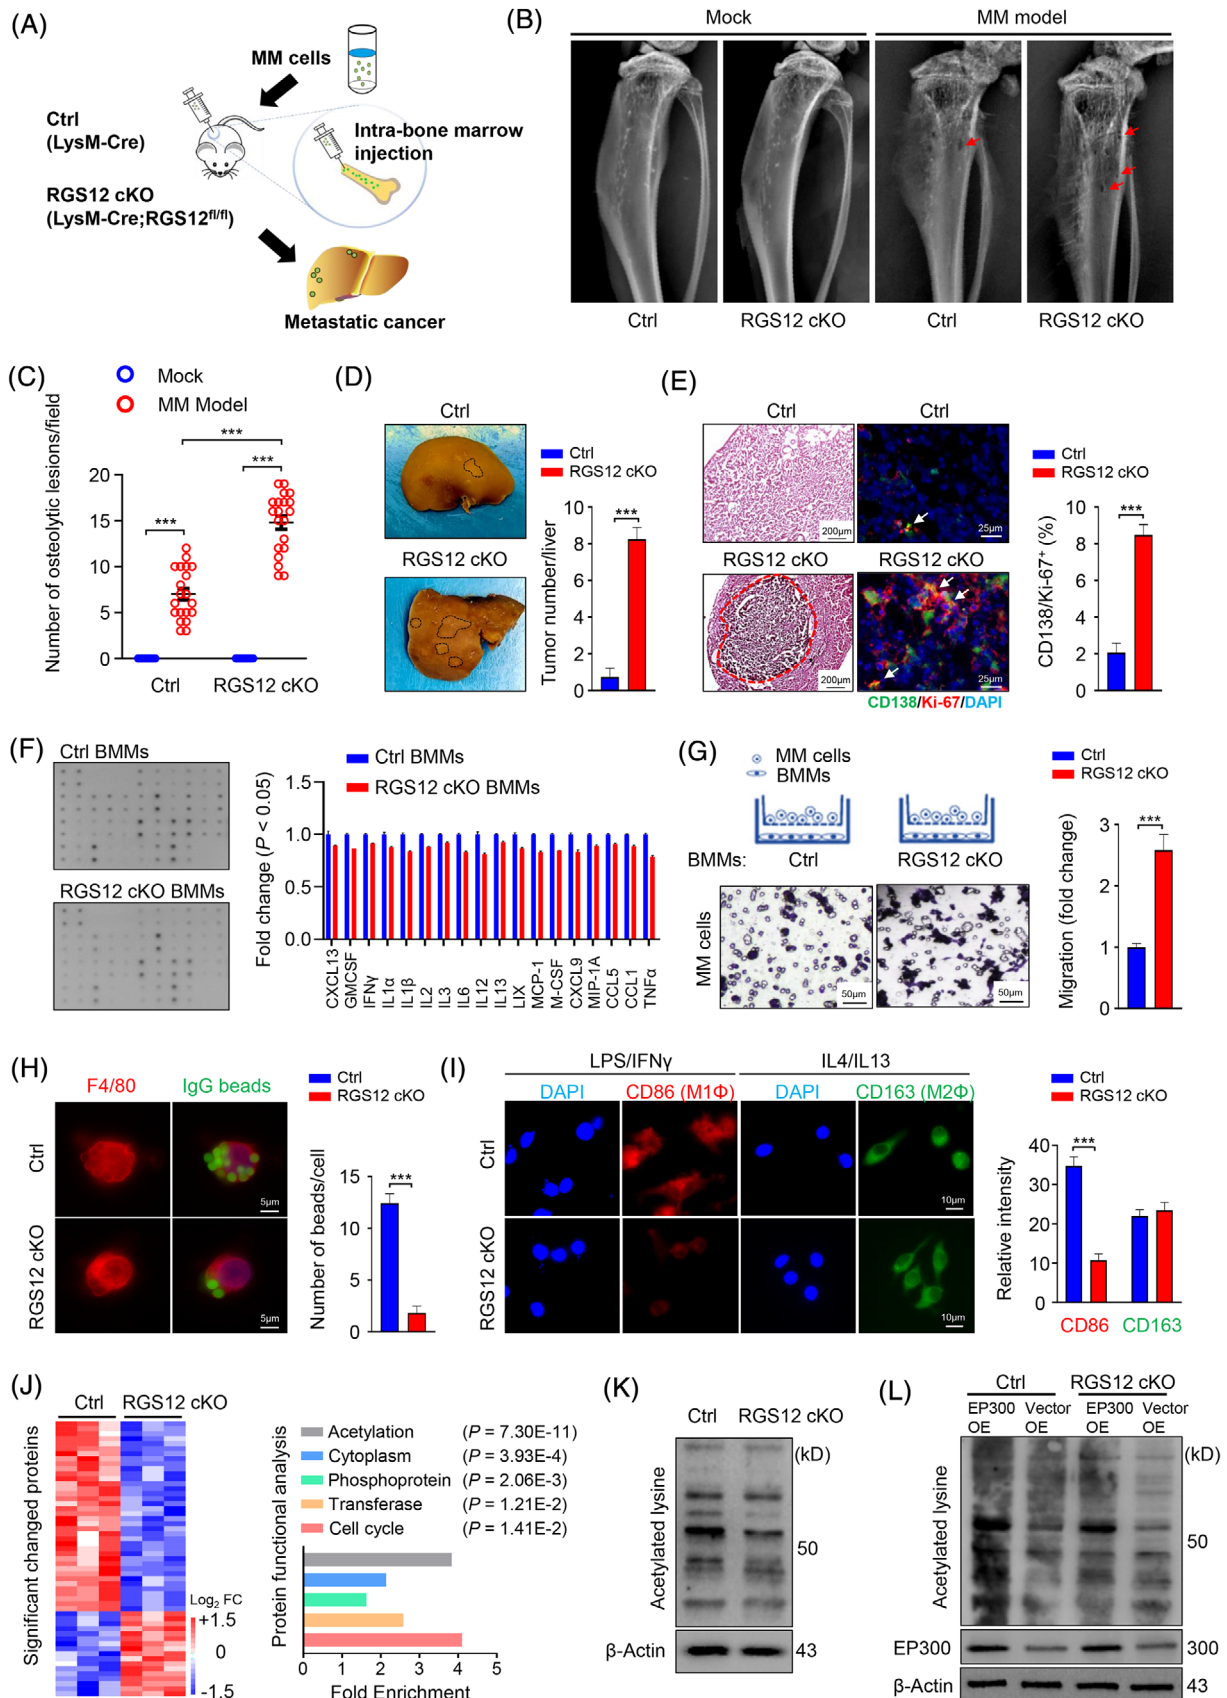 (A)
MM cells
Ctrl
(LysM-Cre)
Intra-bone marrow
injection
RGS12 cKO
(LysM-Cre;RGS12fl/fl)
Metastatic cancer
(B)
Mock
MM model
Ctrl
RGS12 cKO
Ctrl
RGS12 cKO
(C)
Mock
MM Model
Number of osteolytic lesions/field
***
***
***
20
15
10
5
0
Ctrl
RGS12 cKO
(D)
Ctrl
RGS12 cKO
Ctrl
RGS12 cKO
Tumor number/liver
***
10
8
6
4
2
0
(E)
Ctrl
Ctrl
200μm
25μm
RGS12 cKO
RGS12 cKO
200μm
25μm
CD138/Ki-67/DAPI
Ctrl
RGS12 cKO
CD138/Ki-67⁺ (%)
***
10
8
6
4
2
0
(F)
Ctrl BMMs
RGS12 cKO BMMs
Ctrl BMMs
RGS12 cKO BMMs
Fold change (P < 0.05)
1.5
1.0
0.5
0.0
CXCL13
GMCSF
IFNγ
IL1α
IL1β
IL2
IL3
IL6
IL12
IL13
LIX
MCP-1
M-CSF
CXCL9
MIP-1A
CCL5
CCL1
TNFα
(G)
MM cells
BMMs
BMMs:
Ctrl
RGS12 cKO
MM cells
50μm
50μm
Ctrl
RGS12 cKO
Migration (fold change)
***
3
2
1
0
(H)
F4/80
IgG beads
Ctrl
5μm
RGS12 cKO
5μm
Ctrl
RGS12 cKO
Number of beads/cell
***
15
10
5
0
(I)
LPS/IFNγ
IL4/IL13
DAPI
CD86 (M1Φ)
DAPI
CD163 (M2Φ)
Ctrl
10μm
RGS12 cKO
10μm
Ctrl
RGS12 cKO
Relative intensity
***
40
30
20
10
0
CD86
CD163
(J)
Ctrl
RGS12 cKO
Significant changed proteins
Log₂ FC
+1.5
0
-1.5
Protein functional analysis
Acetylation (P = 7.30E-11)
Cytoplasm (P = 3.93E-4)
Phosphoprotein (P = 2.06E-3)
Transferase (P = 1.21E-2)
Cell cycle (P = 1.41E-2)
0 1 2 3 4 5
Fold Enrichment
(K)
Ctrl
RGS12 cKO
(kD)
Acetylated lysine
50
β-Actin
43
(L)
Ctrl
RGS12 cKO
EP300 Vector EP300 Vector
OE OE OE OE
(kD)
Acetylated lysine
50
EP300
300
β-Actin
43